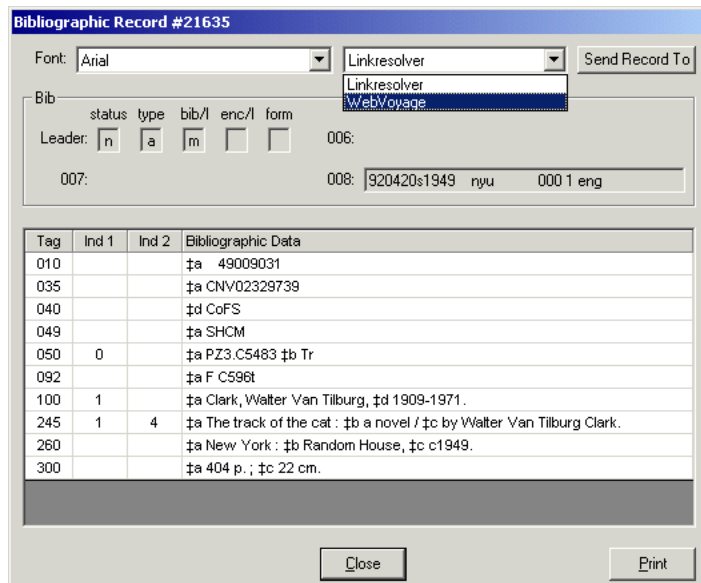 Bibliographic Record #21635
Font: Arial Linkresolver Send Record To
Linkresolver
WebVoyage
Bib
status type bib/l enc/l form
Leader: n a m 006:
007: 008: 920420s1949 nyu 000 1 eng
Tag Ind 1 Ind 2 Bibliographic Data
010 ‡a 49009031
035 ‡a CNV02329739
040 ‡d CoFS
049 ‡a SHCM
050 0 ‡a PZ3.C5483 ‡b Tr
092 ‡a F C596t
100 1 ‡a Clark, Walter Van Tilburg, ‡d 1909-1971.
245 1 4 ‡a The track of the cat : ‡b a novel / ‡c by Walter Van Tilburg Clark.
260 ‡a New York : ‡b Random House, ‡c c1949.
300 ‡a 404 p. ; ‡c 22 cm.
Close Print